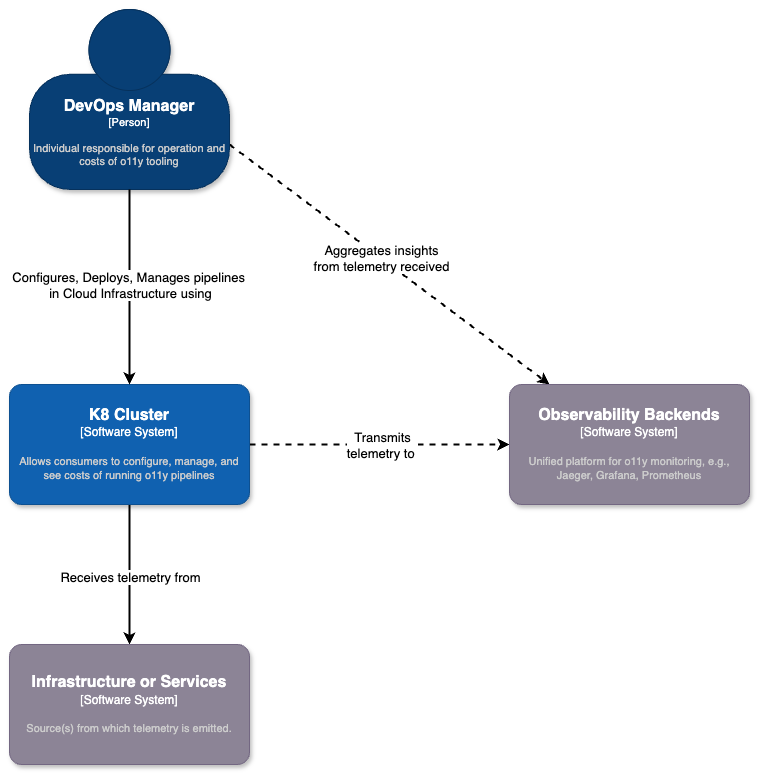 DevOps Manager
[Person]
Individual responsible for operation and
costs of o11y tooling
Aggregates insights
from telemetry received
Configures, Deploys, Manages pipelines
in Cloud Infrastructure using
K8 Cluster
[Software System]
Allows consumers to configure, manage, and
see costs of running o11y pipelines
Transmits
telemetry to
Observability Backends
[Software System]
Unified platform for o11y monitoring, e.g.,
Jaeger, Grafana, Prometheus
Receives telemetry from
Infrastructure or Services
[Software System]
Source(s) from which telemetry is emitted.